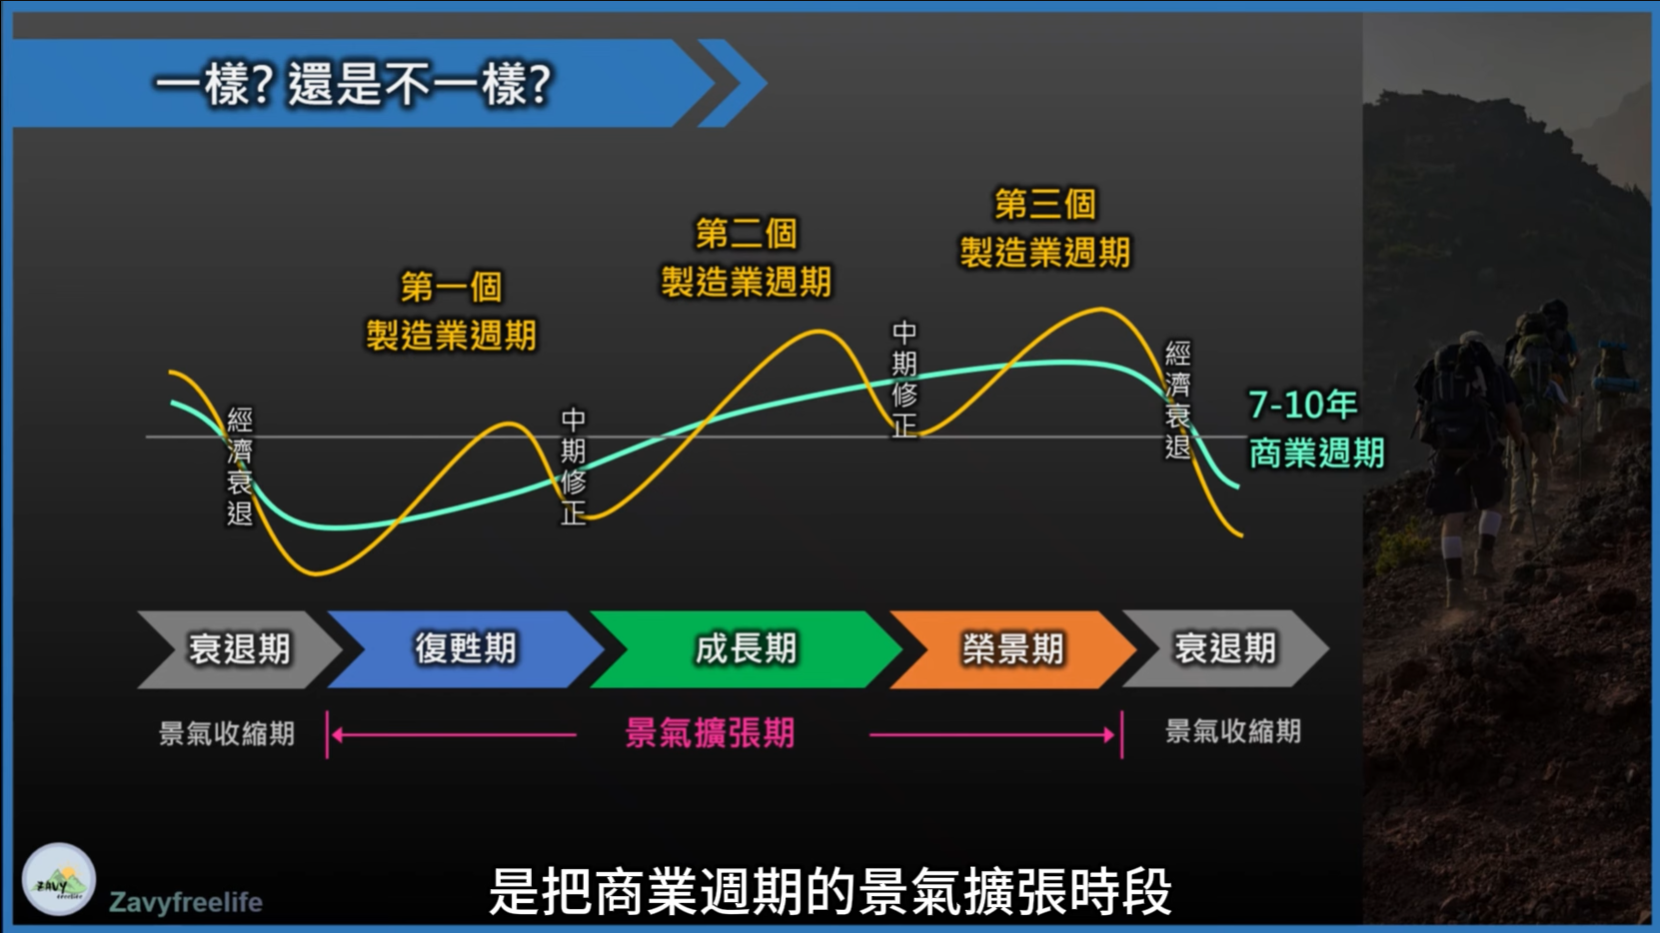 一樣? 還是不一樣?
第一個
製造業週期
第二個
製造業週期
第三個
製造業週期
經濟衰退
中期修正
中期修正
經濟衰退
7-10年
商業週期
衰退期
復甦期
成長期
榮景期
衰退期
景氣收縮期
景氣擴張期
景氣收縮期
ZAVY
freelife
Zavyfreelife
是把商業週期的景氣擴張時段